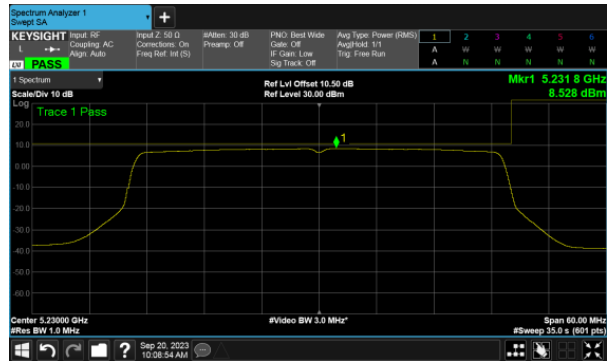 Spectrum Analyzer 1
Swept SA
+
KEYSIGHT
L
LU PASS
Input: RF
Coupling: AC
Align: Auto
Input Z: 50 Ω
Corrections: On
Freq Ref: Int (S)
#Atten: 30 dB
Preamp: Off
PNO: Best Wide
Gate: Off
IF Gain: Low
Sig Track: Off
Avg Type: Power (RMS)
Avg|Hold: 1/1
Trig: Free Run
1 2 3 4 5 6
A W W W W W
A N N N N N
1 Spectrum
Scale/Div 10 dB
Log
Ref Lvl Offset 10.50 dB
Ref Level 30.00 dBm
Mkr1 5.231 8 GHz
8.528 dBm
Trace 1 Pass
20.0
10.0
0.00
-10.0
-20.0
-30.0
-40.0
-50.0
-60.0
1
Center 5.23000 GHz
#Res BW 1.0 MHz
#Video BW 3.0 MHz*
Span 60.00 MHz
#Sweep 35.0 s (601 pts)
?
Sep 20, 2023
10:08:54 AM